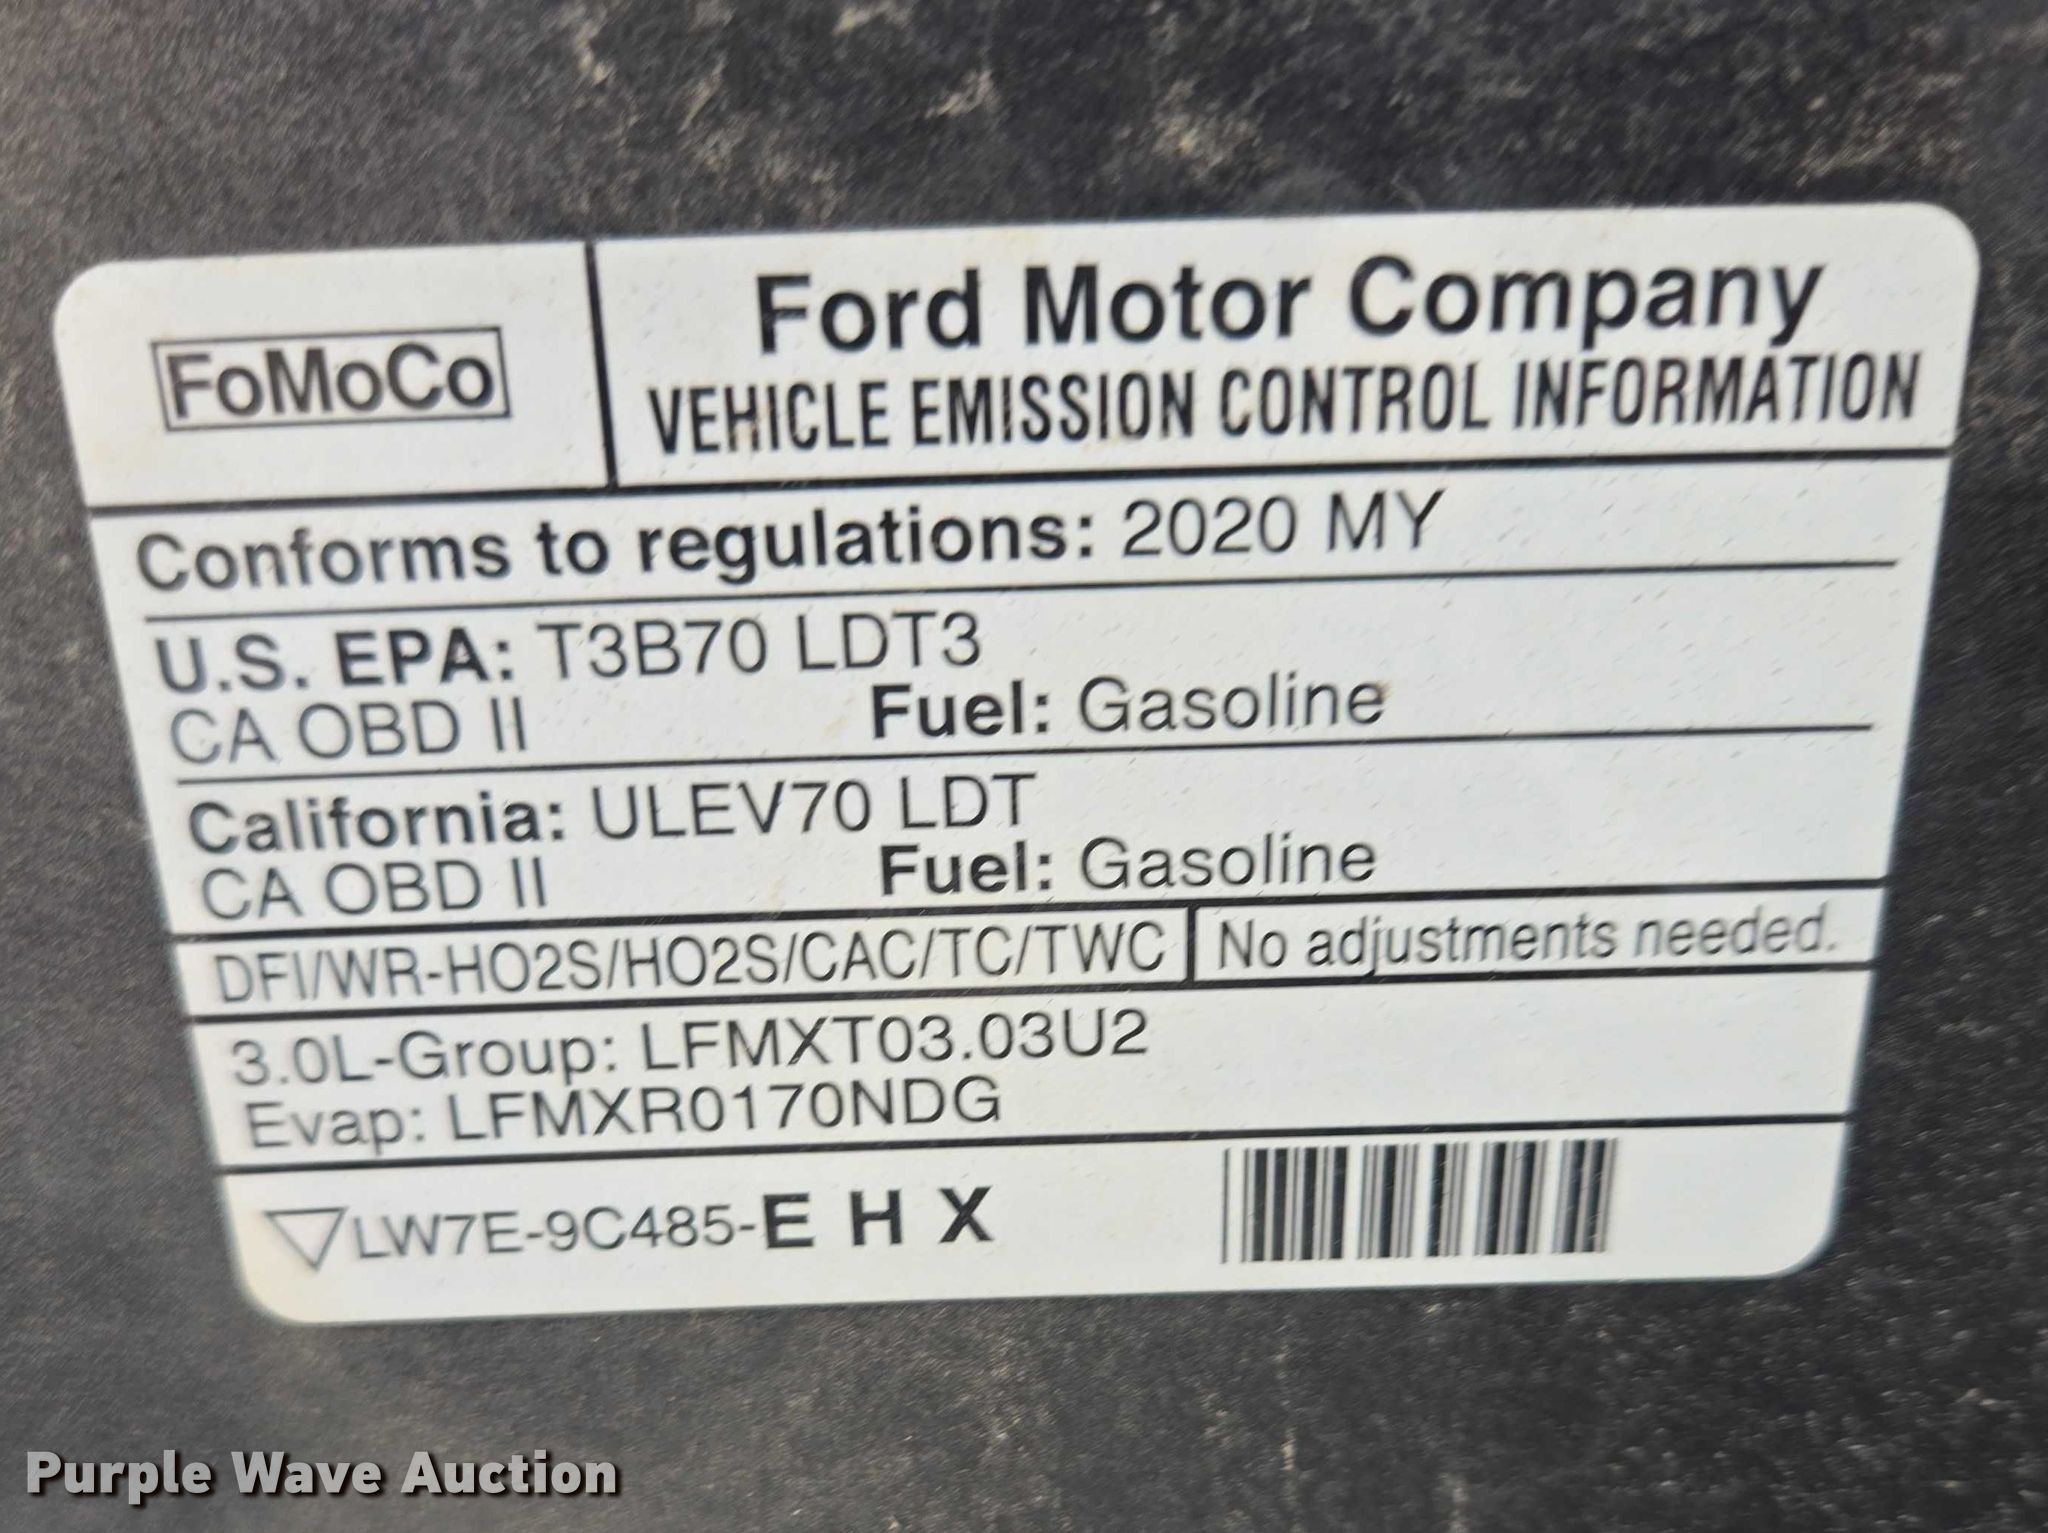 FoMoCo
Ford Motor Company
VEHICLE EMISSION CONTROL INFORMATION
Conforms to regulations: 2020 MY
U.S. EPA: T3B70 LDT3
CA OBD II Fuel: Gasoline
California: ULEV70 LDT
CA OBD II Fuel: Gasoline
DFI/WR-HO2S/HO2S/CAC/TC/TWC No adjustments needed.
3.0L-Group: LFMXT03.03U2
Evap: LFMXR0170NDG
LW7E-9C485-E H X
Purple Wave Auction